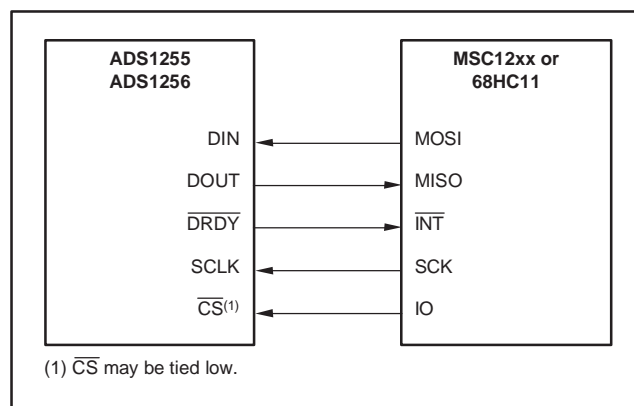 ADS1255
ADS1256
MSC12xx or
68HC11
DIN
MOSI
DOUT
MISO
DRDY
INT
SCLK
SCK
CS(1)
IO
(1) CS may be tied low.